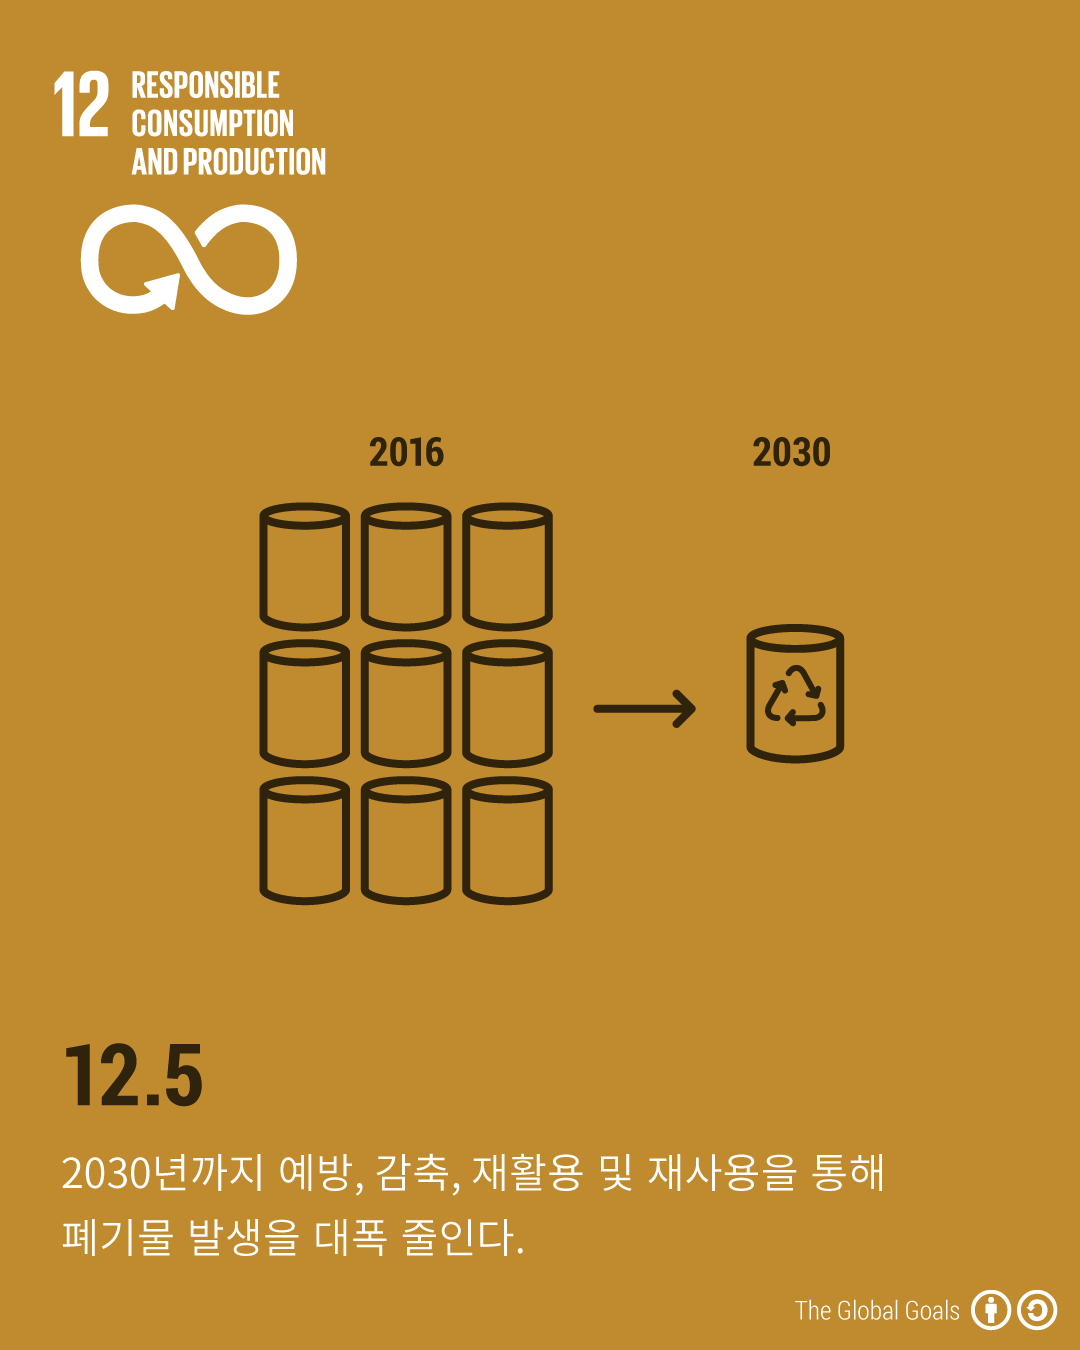 12
RESPONSIBLE
CONSUMPTION
AND PRODUCTION
2016
2030
12.5
2030년까지 예방, 감축, 재활용 및 재사용을 통해
폐기물 발생을 대폭 줄인다.
The Global Goals